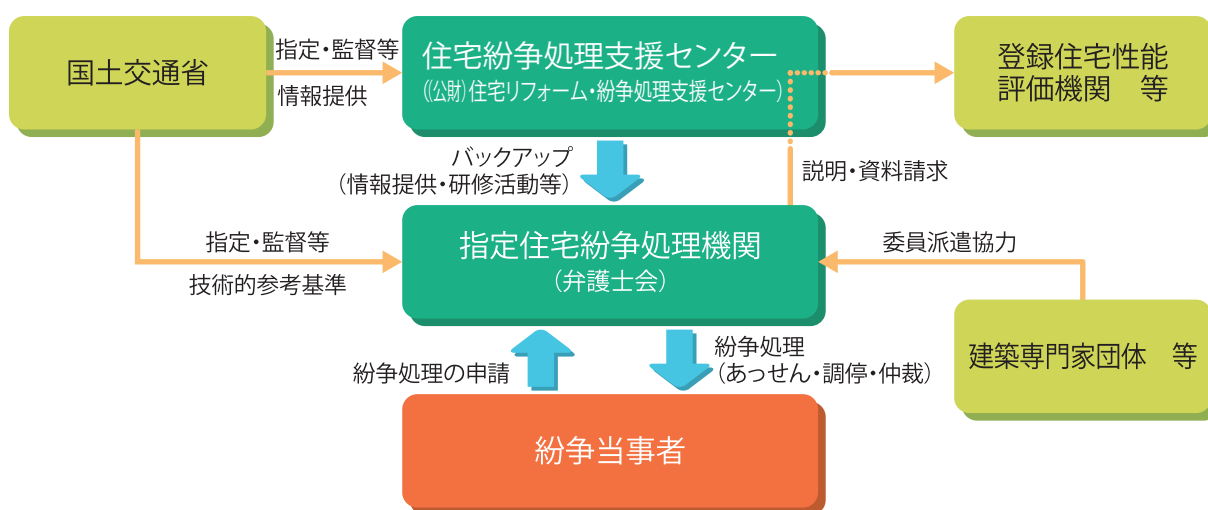 国土交通省
指定・監督等
情報提供
住宅紛争処理支援センター
((公財)住宅リフォーム・紛争処理支援センター)
登録住宅性能
評価機関　等
バックアップ
(情報提供・研修活動等)
説明・資料請求
指定・監督等
技術的参考基準
指定住宅紛争処理機関
(弁護士会)
委員派遣協力
建築専門家団体　等
紛争処理の申請
紛争処理
(あっせん・調停・仲裁)
紛争当事者